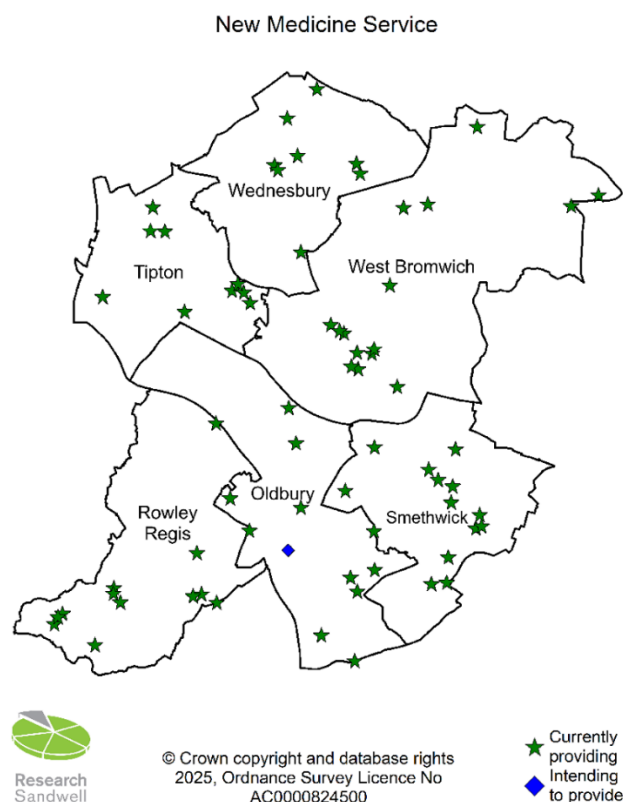 New Medicine Service
Wednesbury
Tipton
West Bromwich
Oldbury
Rowley
Regis
Smethwick
Research
Sandwell
© Crown copyright and database rights
2025, Ordnance Survey Licence No
AC0000824500
Currently
providing
Intending
to provide